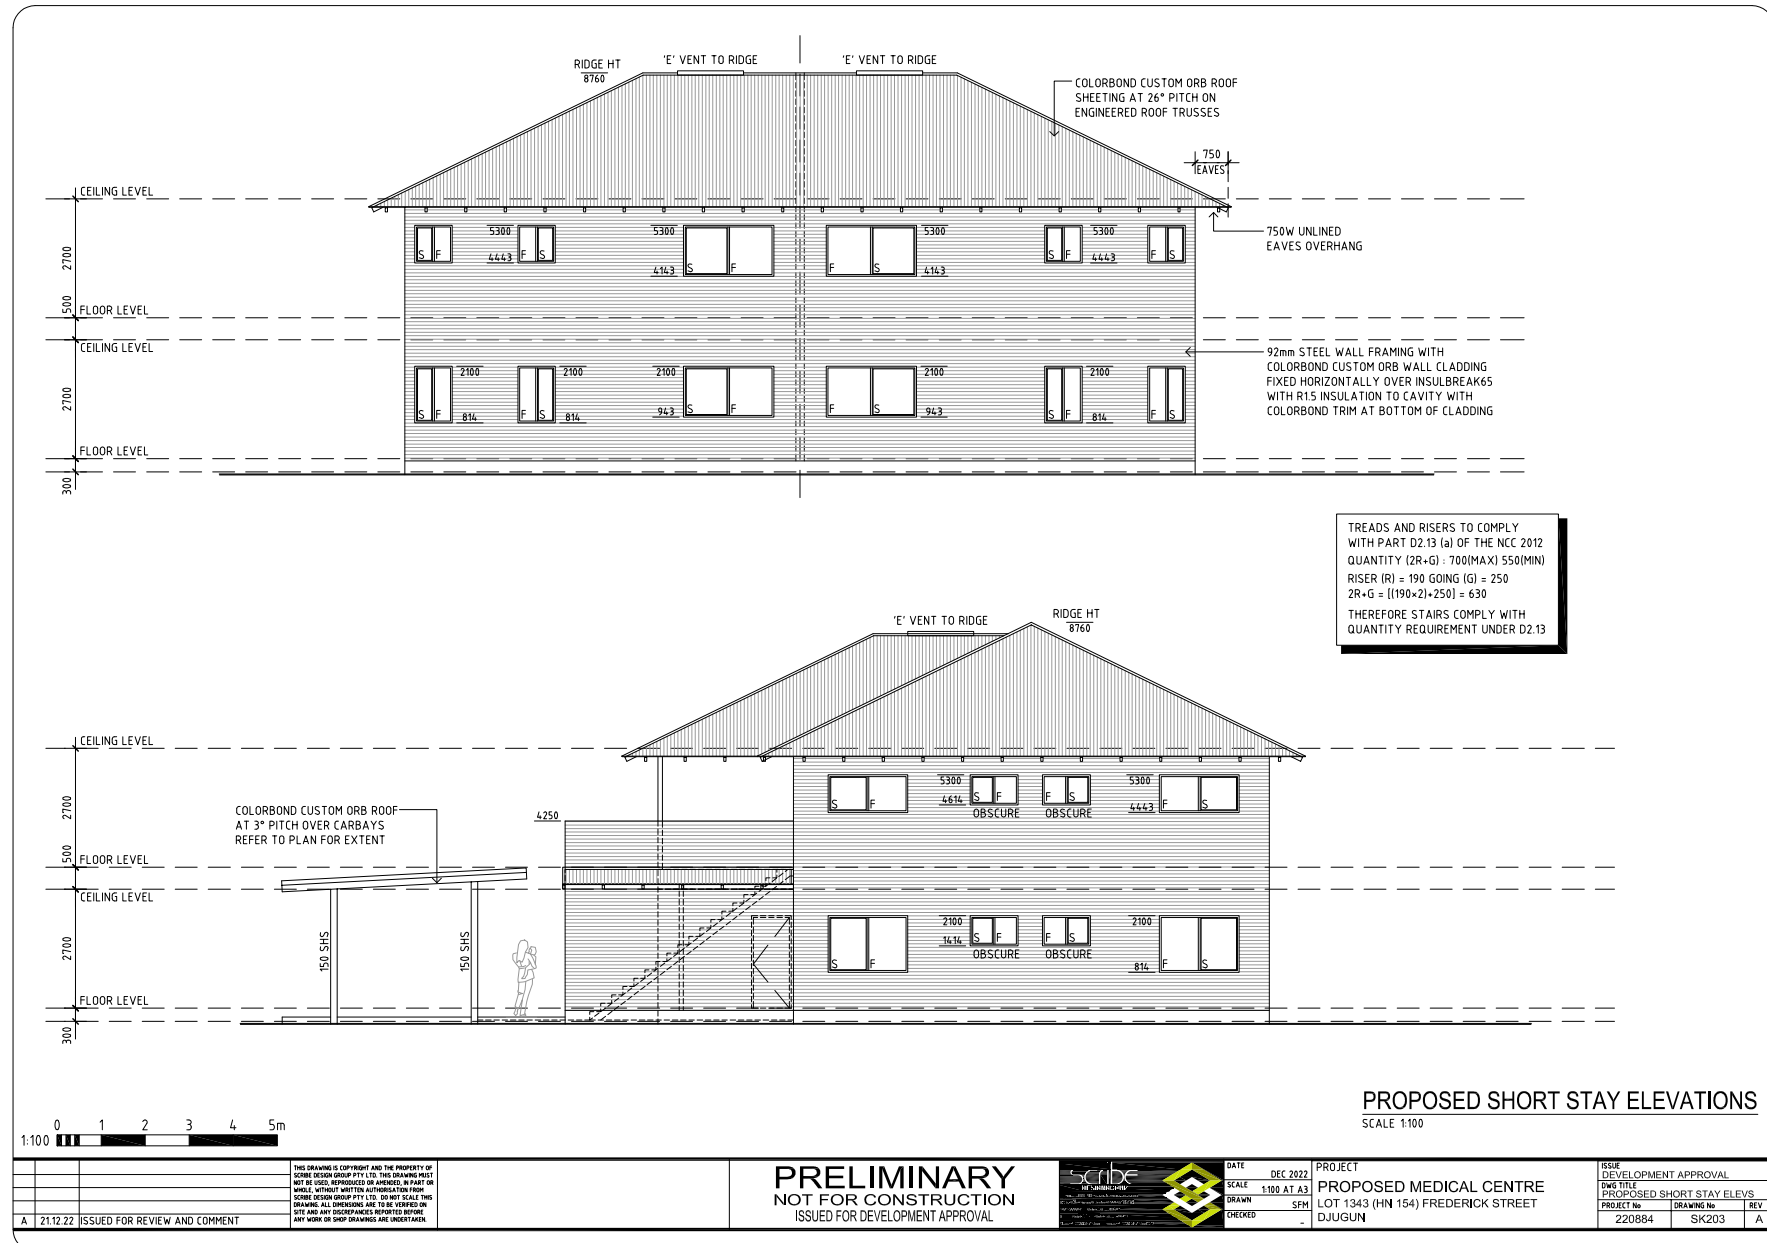 RIDGE HT
8760
'E' VENT TO RIDGE
'E' VENT TO RIDGE
COLORBOND CUSTOM ORB ROOF
SHEETING AT 26° PITCH ON
ENGINEERED ROOF TRUSSES
750
EAVES
CEILING LEVEL
750W UNLINED
EAVES OVERHANG
5300
5300
5300
5300
S F
F S
S F
F S
S F
F S
4443
4143
4143
4443
2700
500
FLOOR LEVEL
CEILING LEVEL
92mm STEEL WALL FRAMING WITH
COLORBOND CUSTOM ORB WALL CLADDING
FIXED HORIZONTALLY OVER INSULBREAK65
WITH R1.5 INSULATION TO CAVITY WITH
COLORBOND TRIM AT BOTTOM OF CLADDING
2100
2100
2100
2100
2100
2700
S F
F S
S F
F S
S F
F S
814
814
943
943
814
FLOOR LEVEL
300
TREADS AND RISERS TO COMPLY
WITH PART D2.13 (a) OF THE NCC 2012
QUANTITY (2R+G) : 700(MAX) 550(MIN)
RISER (R) = 190 GOING (G) = 250
2R+G = [(190×2)+250] = 630
THEREFORE STAIRS COMPLY WITH
QUANTITY REQUIREMENT UNDER D2.13
'E' VENT TO RIDGE
RIDGE HT
8760
CEILING LEVEL
COLORBOND CUSTOM ORB ROOF
AT 3° PITCH OVER CARBAYS
REFER TO PLAN FOR EXTENT
4250
2700
5300
5300
S F
S F
F S
F S
4614
4443
OBSCURE
OBSCURE
500
FLOOR LEVEL
CEILING LEVEL
2700
150 SHS
150 SHS
2100
2100
S F
S F
F S
F S
1414
814
OBSCURE
OBSCURE
FLOOR LEVEL
300
PROPOSED SHORT STAY ELEVATIONS
SCALE 1:100
1:100
0 1 2 3 4 5m
A 21.12.22 ISSUED FOR REVIEW AND COMMENT
THIS DRAWING IS COPYRIGHT AND THE PROPERTY OF
SCRIBE DESIGN GROUP PTY LTD. THIS DRAWING MUST
NOT BE USED, REPRODUCED OR AMENDED, IN PART OR
WHOLE, WITHOUT WRITTEN AUTHORISATION FROM
SCRIBE DESIGN GROUP PTY LTD. DO NOT SCALE THIS
DRAWING. ALL DIMENSIONS ARE TO BE VERIFIED ON
SITE AND ANY DISCREPANCIES REPORTED BEFORE
ANY WORK OR SHOP DRAWINGS ARE UNDERTAKEN.
PRELIMINARY
NOT FOR CONSTRUCTION
ISSUED FOR DEVELOPMENT APPROVAL
SCRIBE
DATE DEC 2022
SCALE 1:100 AT A3
DRAWN SFM
CHECKED -
PROJECT
PROPOSED MEDICAL CENTRE
LOT 1343 (HN 154) FREDERICK STREET
DJUGUN
ISSUE
DEVELOPMENT APPROVAL
DWG TITLE
PROPOSED SHORT STAY ELEVS
PROJECT No DRAWING No REV
220884 SK203 A